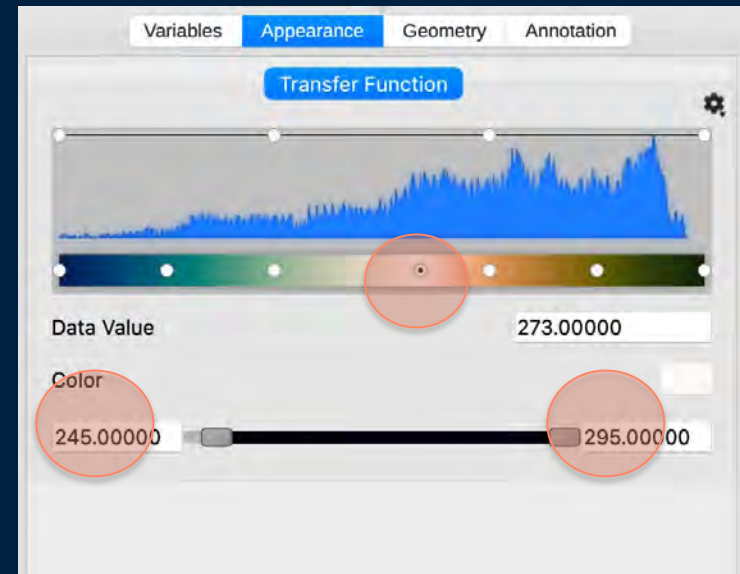 Variables Appearance Geometry Annotation
Transfer Function
Data Value 273.00000
Color
245.00000 295.00000